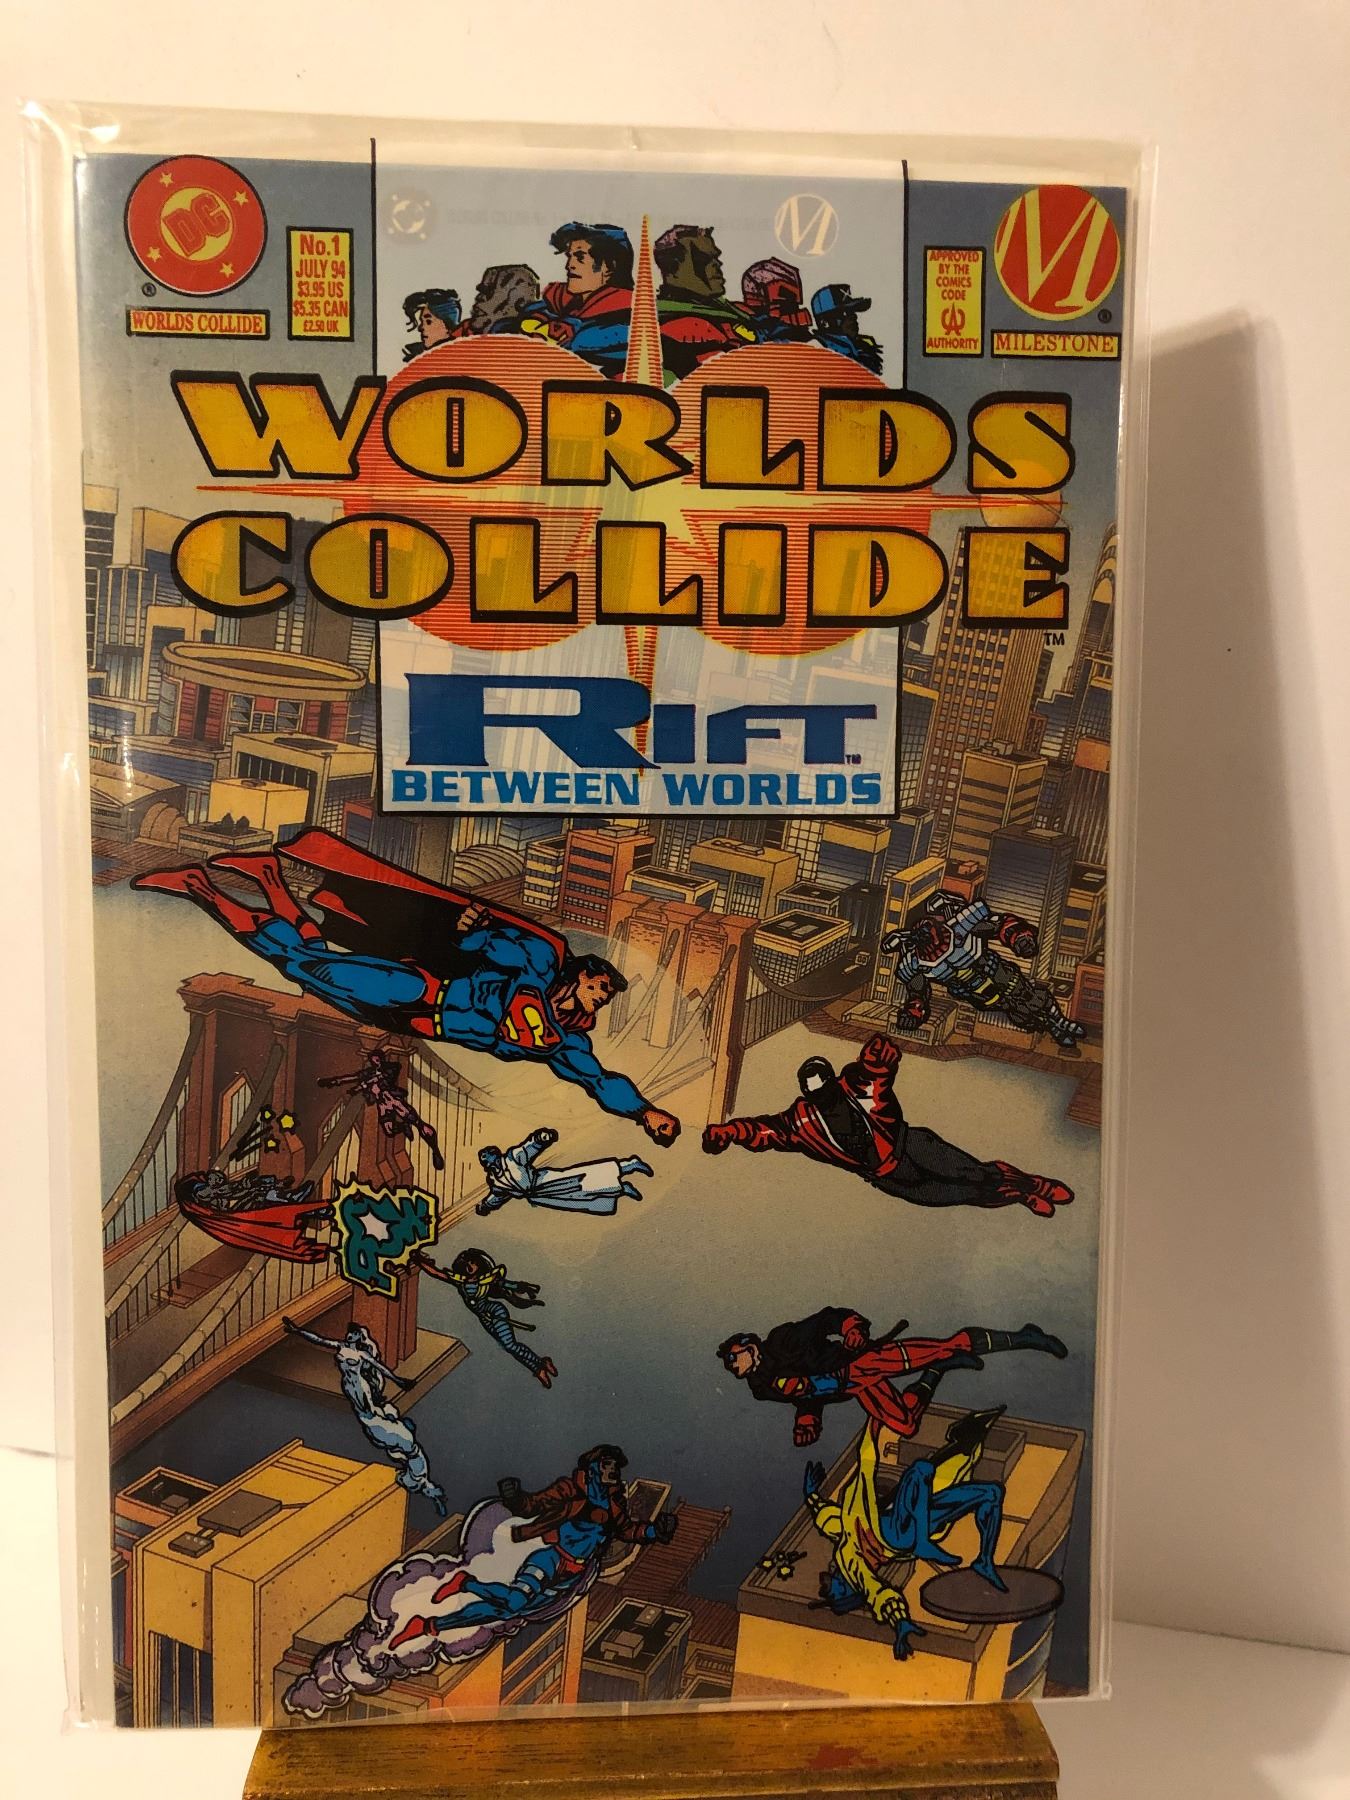 DC
®
WORLDS COLLIDE
No.1
JULY 94
$3.95 US
$5.35 CAN
£2.50 UK
APPROVED
BY THE
COMICS
CODE
CA
AUTHORITY
M
®
MILESTONE
M
WORLDS
COLLIDE
TM
RIFT
TM
BETWEEN WORLDS